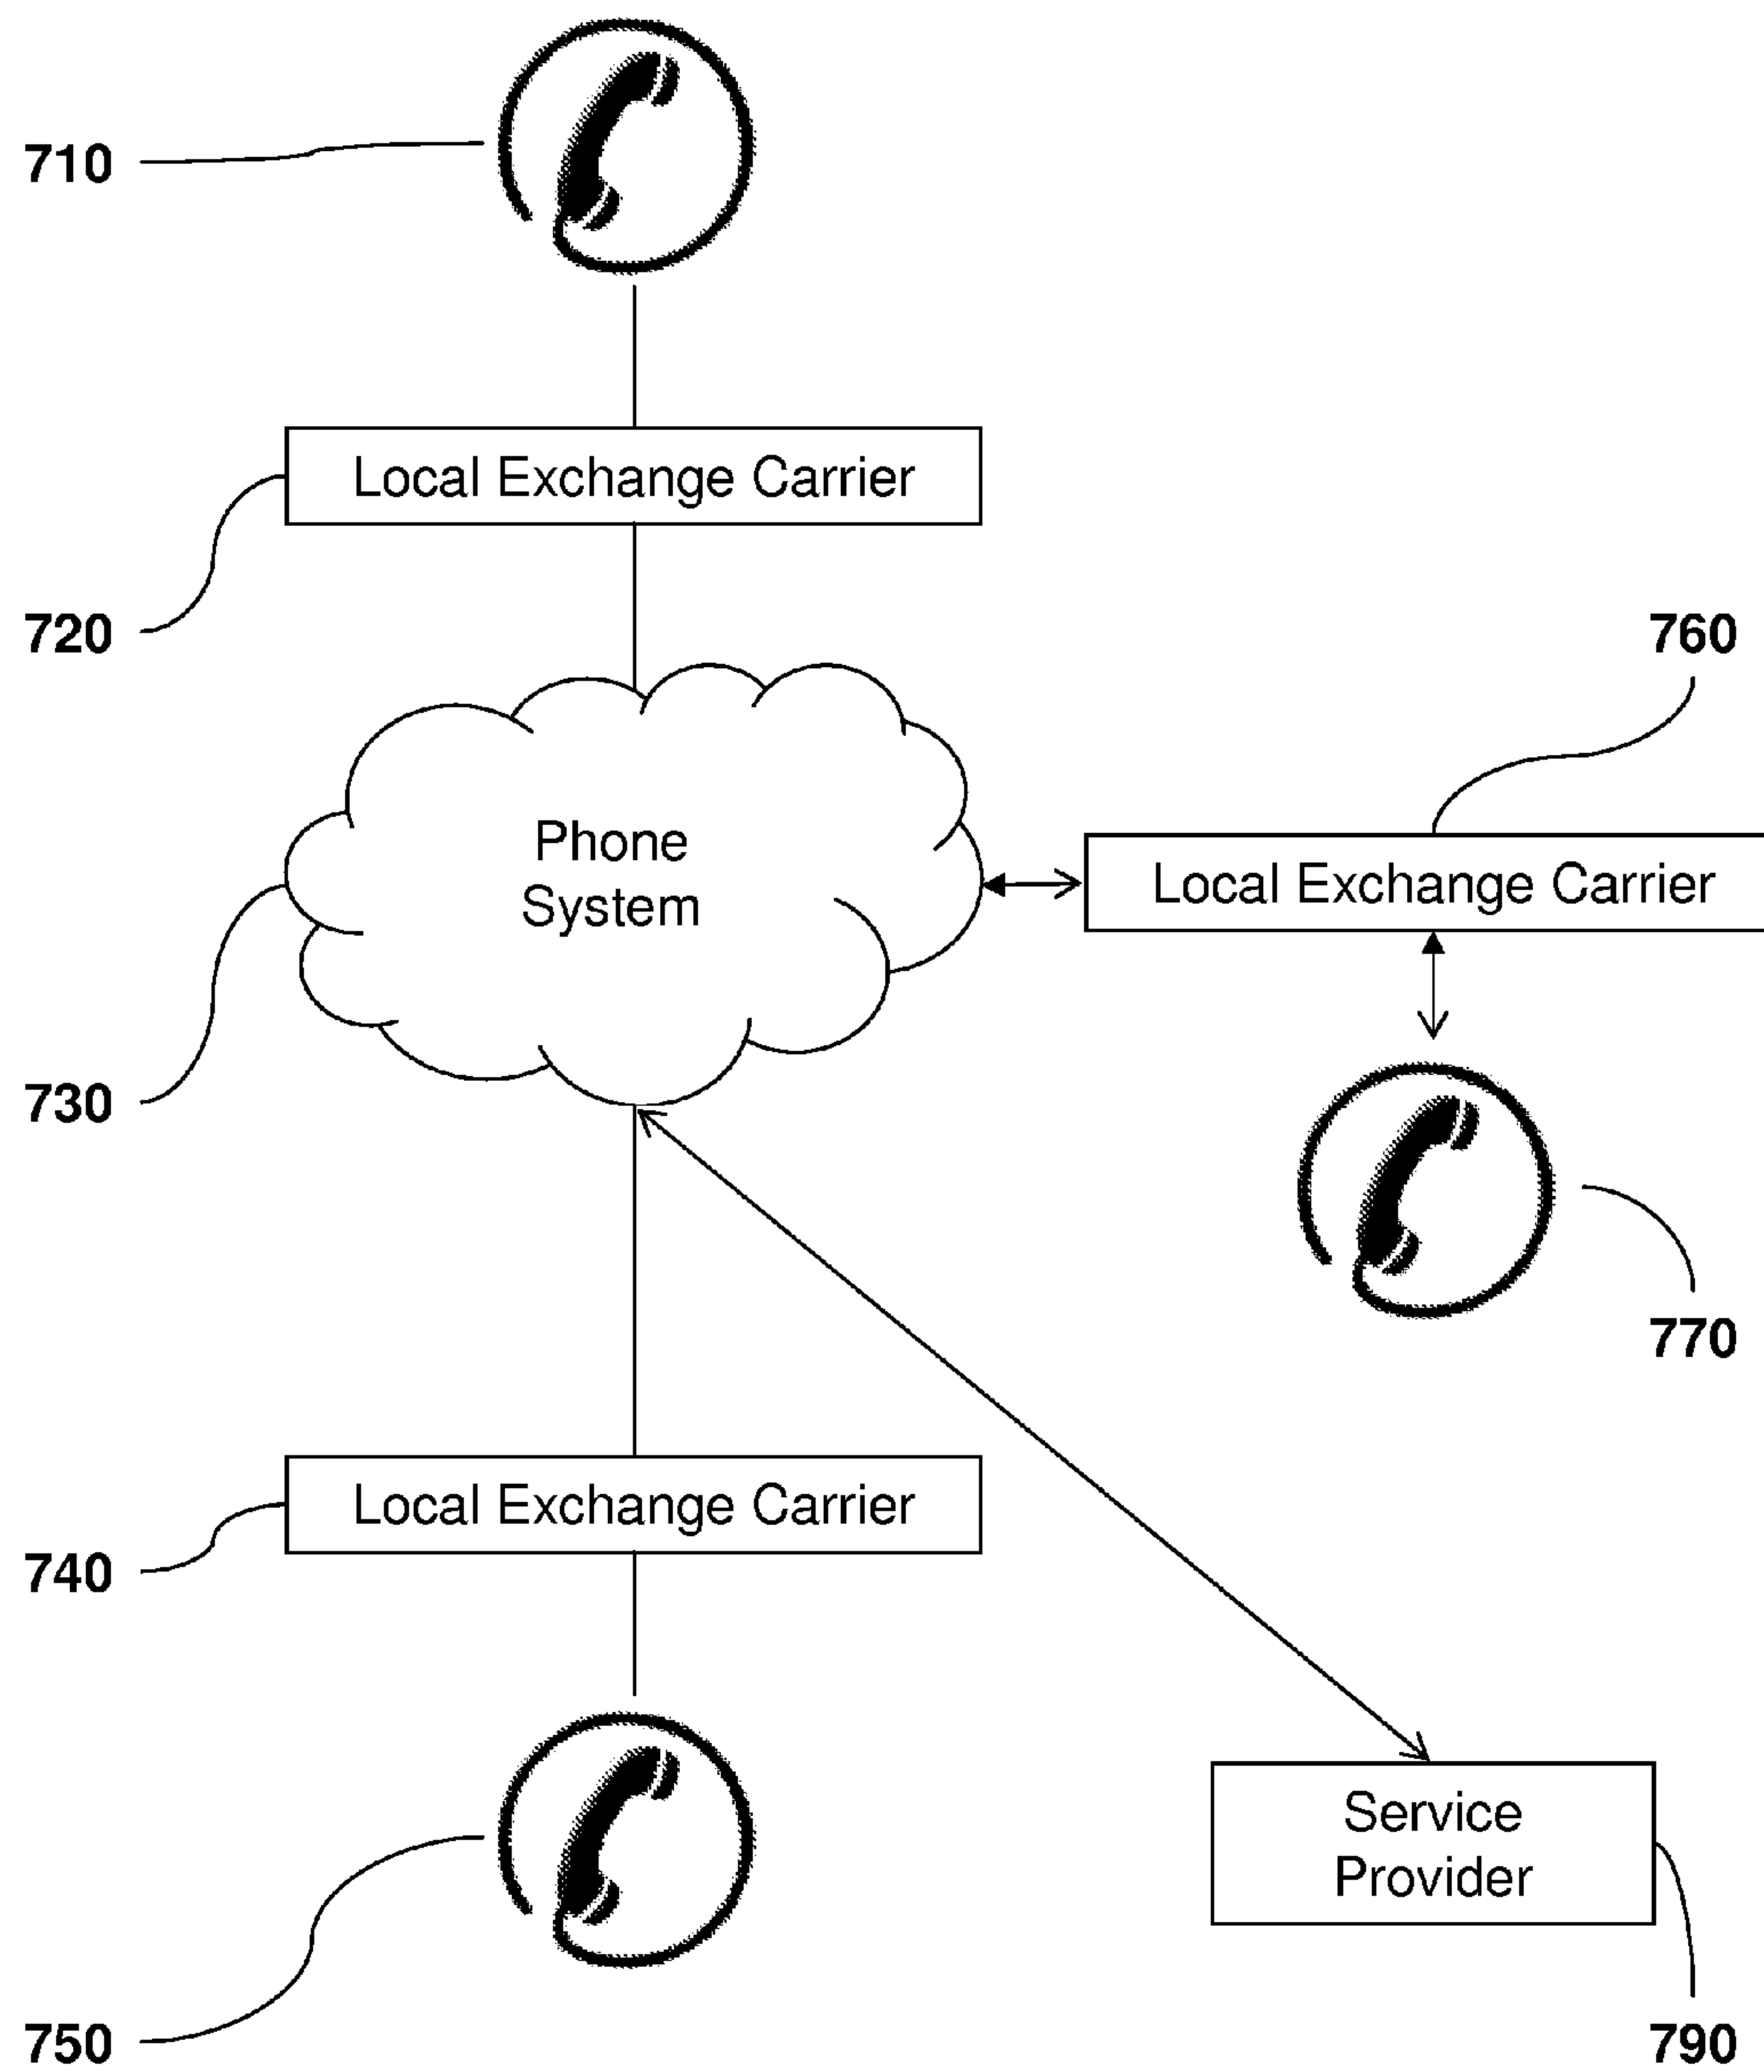 710
Local Exchange Carrier
720
760
Phone
System
Local Exchange Carrier
730
770
Local Exchange Carrier
740
Service
Provider
750
790